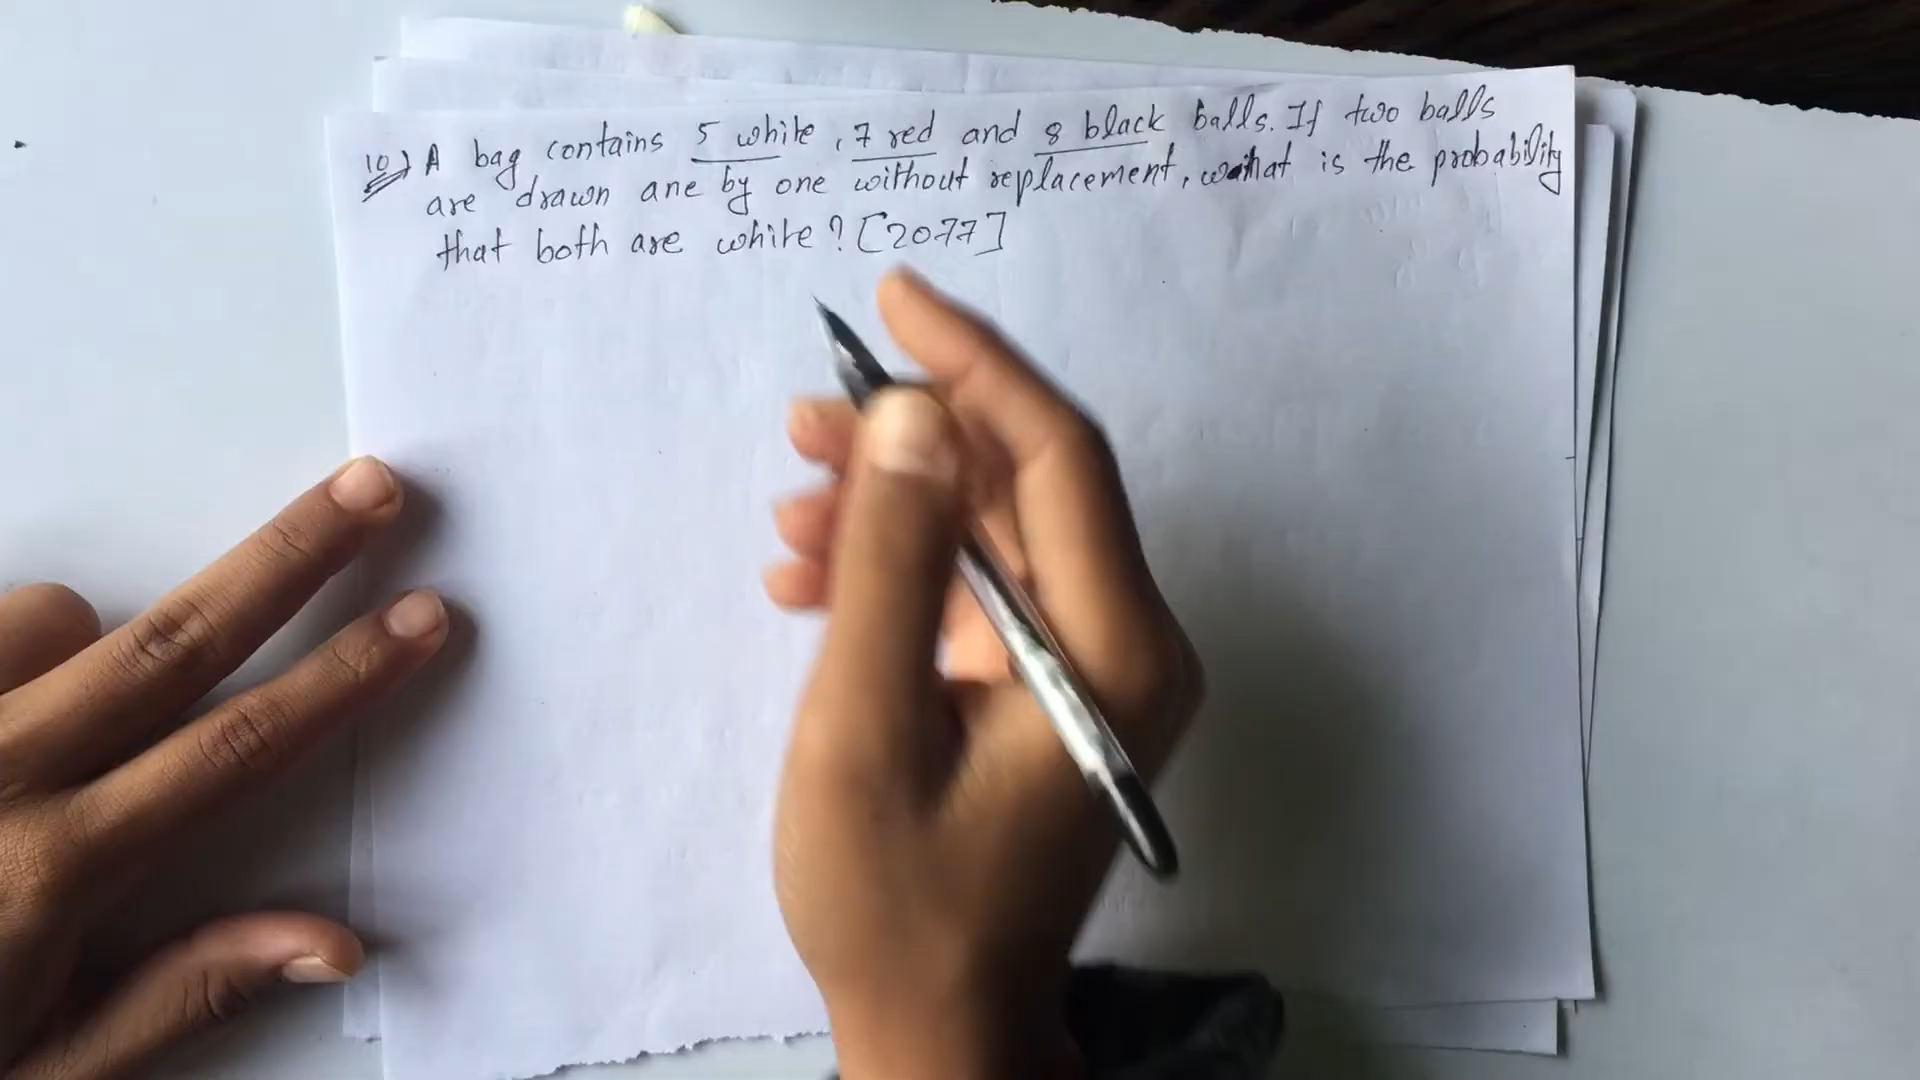 10) A bag contains 5 white, 7 red and 8 black balls. If two balls
are drawn ane by one without replacement, what is the probability
that both are white? [2077]